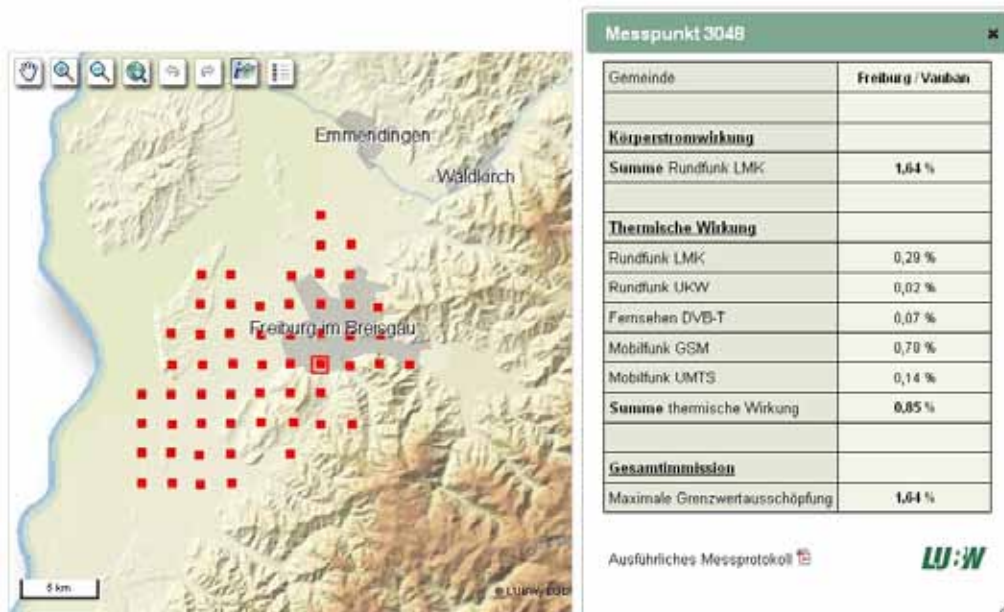 Emmendingen
Waldkirch
Freiburg im Breisgau
5 km
Messpunkt 3048
Gemeinde Freiburg / Vauban
Körperstromwirkung
Summe Rundfunk LMK 1,64 %
Thermische Wirkung
Rundfunk LMK 0,29 %
Rundfunk UKW 0,02 %
Fernsehen DVB-T 0,07 %
Mobilfunk GSM 0,78 %
Mobilfunk UMTS 0,14 %
Summe thermische Wirkung 0,85 %
Gesamtimmission
Maximale Grenzwertausschöpfung 1,64 %
Ausführliches Messprotokoll
LU:W